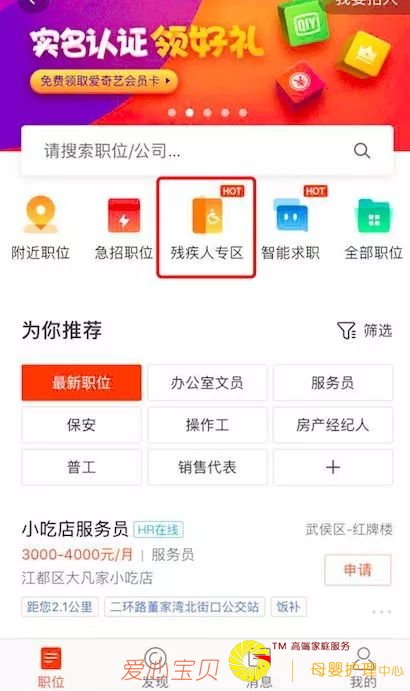 我要招人
实名认证 领好礼
免费领取爱奇艺会员卡
请搜索职位/公司...
HOT HOT
附近职位 急招职位 残疾人专区 智能求职 全部职位
为你推荐 筛选
最新职位 办公室文员 服务员
保安 操作工 房产经纪人
普工 销售代表 +
小吃店服务员 HR在线 武侯区-红牌楼
3000-4000元/月 | 服务员
江都区大凡家小吃店
申请
距您2.1公里 二环路董家湾北街口公交站 饭补
TM 高端家庭服务
爱心宝贝 母婴护理中心
职位 发现 消息 我的